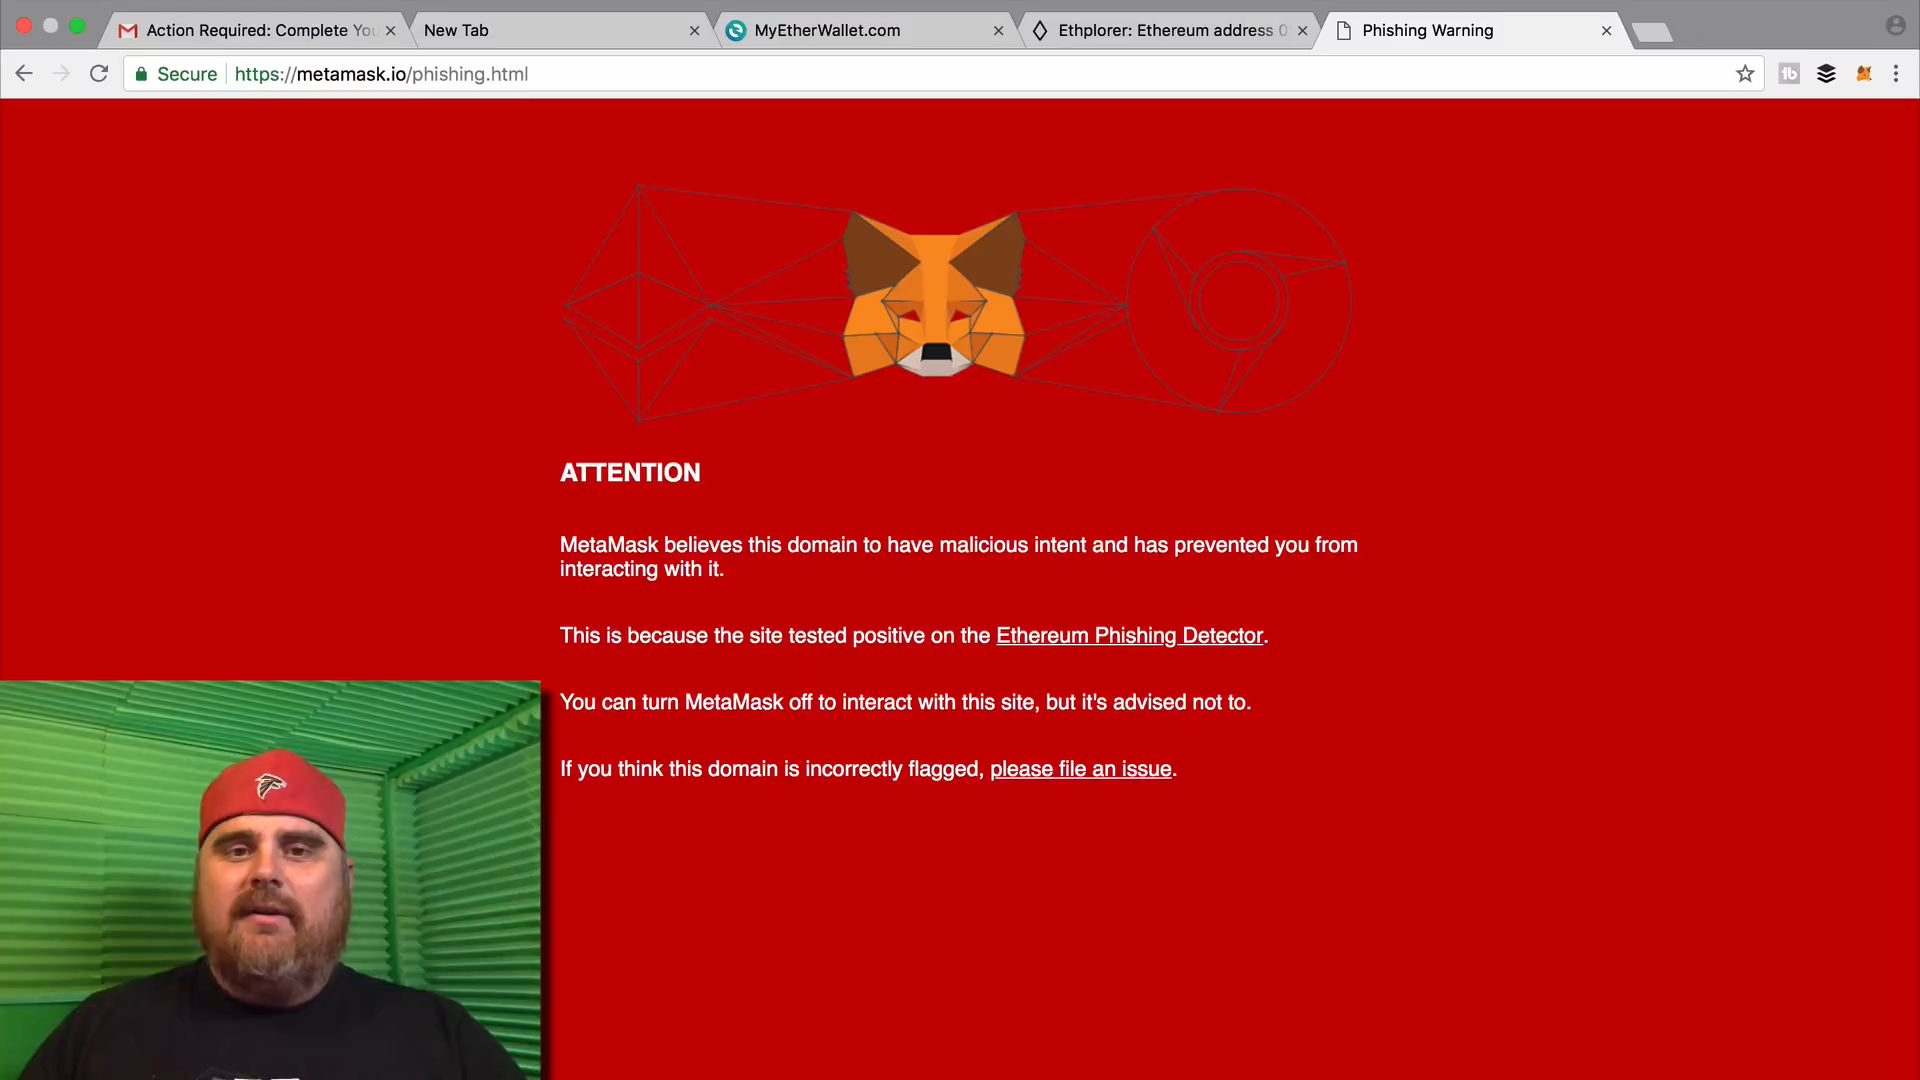 Action Required: Complete You
New Tab
MyEtherWallet.com
Ethplorer: Ethereum address 0
Phishing Warning
Secure
https://metamask.io/phishing.html
ATTENTION
MetaMask believes this domain to have malicious intent and has prevented you from
interacting with it.
This is because the site tested positive on the Ethereum Phishing Detector.
You can turn MetaMask off to interact with this site, but it's advised not to.
If you think this domain is incorrectly flagged, please file an issue.